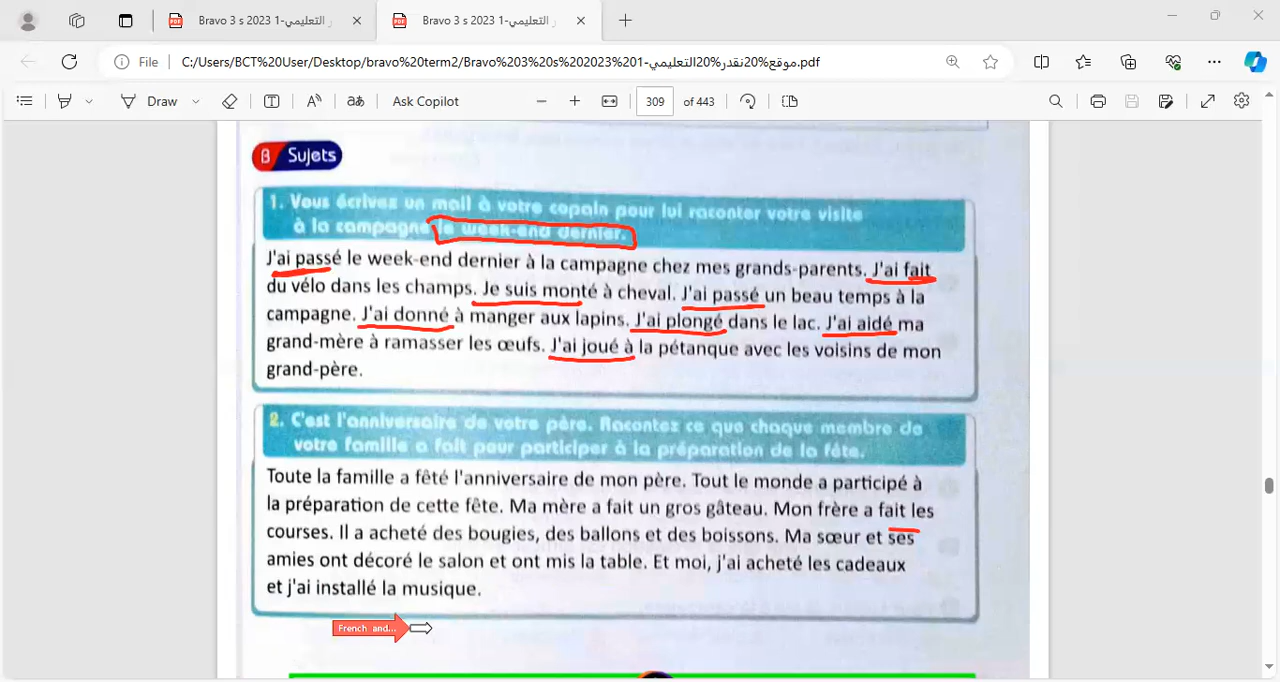 Bravo 3 s 2023 1-التعليمي ر
Bravo 3 s 2023 1-التعليمي ر
File
C:/Users/BCT%20User/Desktop/bravo%20term2/Bravo%203%20s%202023%201-موقع%20نقدر%20التعليمي.pdf
Draw
aあ
Ask Copilot
309 of 443
B Sujets
1. Vous écrivez un mail à votre copain pour lui raconter votre visite
à la campagne le week-end dernier.
J'ai passé le week-end dernier à la campagne chez mes grands-parents. J'ai fait
du vélo dans les champs. Je suis monté à cheval. J'ai passé un beau temps à la
campagne. J'ai donné à manger aux lapins. J'ai plongé dans le lac. J'ai aidé ma
grand-mère à ramasser les œufs. J'ai joué à la pétanque avec les voisins de mon
grand-père.
2. C'est l'anniversaire de votre père. Racontez ce que chaque membre de
votre famille a fait pour participer à la préparation de la fête.
Toute la famille a fêté l'anniversaire de mon père. Tout le monde a participé à
la préparation de cette fête. Ma mère a fait un gros gâteau. Mon frère a fait les
courses. Il a acheté des bougies, des ballons et des boissons. Ma sœur et ses
amies ont décoré le salon et ont mis la table. Et moi, j'ai acheté les cadeaux
et j'ai installé la musique.
French and...